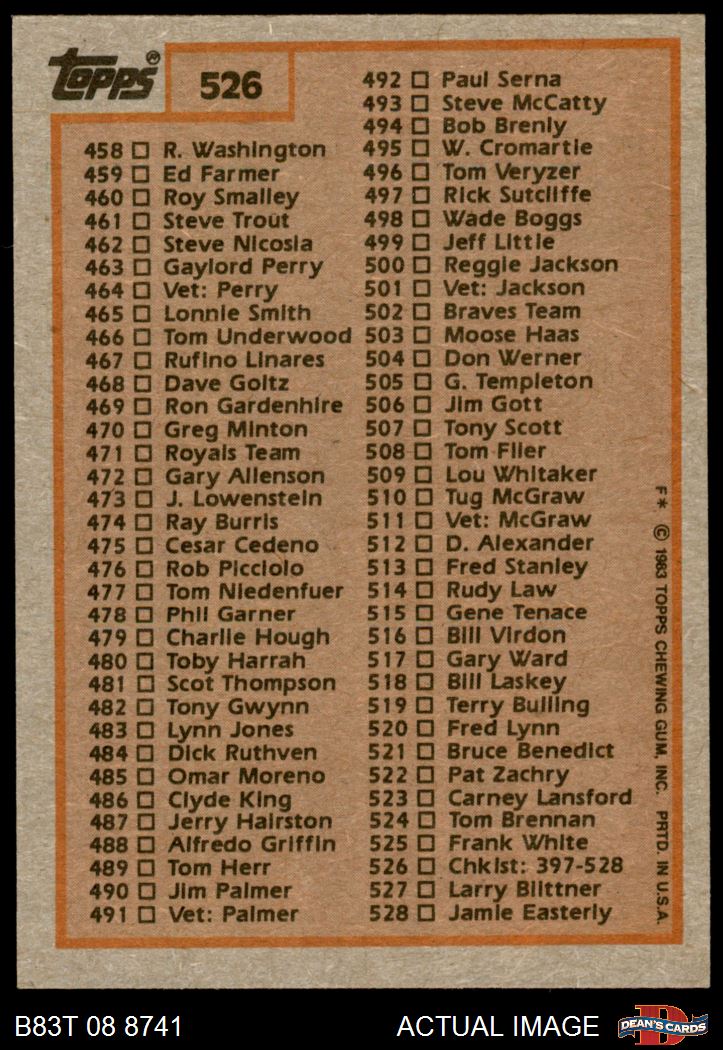 TOPPS®
526
458 □ R. Washington
459 □ Ed Farmer
460 □ Roy Smalley
461 □ Steve Trout
462 □ Steve Nicosia
463 □ Gaylord Perry
464 □ Vet: Perry
465 □ Lonnie Smith
466 □ Tom Underwood
467 □ Rufino Linares
468 □ Dave Goltz
469 □ Ron Gardenhire
470 □ Greg Minton
471 □ Royals Team
472 □ Gary Allenson
473 □ J. Lowenstein
474 □ Ray Burris
475 □ Cesar Cedeno
476 □ Rob Picciolo
477 □ Tom Niedenfuer
478 □ Phil Garner
479 □ Charlie Hough
480 □ Toby Harrah
481 □ Scot Thompson
482 □ Tony Gwynn
483 □ Lynn Jones
484 □ Dick Ruthven
485 □ Omar Moreno
486 □ Clyde King
487 □ Jerry Hairston
488 □ Alfredo Griffin
489 □ Tom Herr
490 □ Jim Palmer
491 □ Vet: Palmer
492 □ Paul Serna
493 □ Steve McCatty
494 □ Bob Brenly
495 □ W. Cromartie
496 □ Tom Veryzer
497 □ Rick Sutcliffe
498 □ Wade Boggs
499 □ Jeff Little
500 □ Reggie Jackson
501 □ Vet: Jackson
502 □ Braves Team
503 □ Moose Haas
504 □ Don Werner
505 □ G. Templeton
506 □ Jim Gott
507 □ Tony Scott
508 □ Tom Filer
509 □ Lou Whitaker
510 □ Tug McGraw
511 □ Vet: McGraw
512 □ D. Alexander
513 □ Fred Stanley
514 □ Rudy Law
515 □ Gene Tenace
516 □ Bill Virdon
517 □ Gary Ward
518 □ Bill Laskey
519 □ Terry Bulling
520 □ Fred Lynn
521 □ Bruce Benedict
522 □ Pat Zachry
523 □ Carney Lansford
524 □ Tom Brennan
525 □ Frank White
526 □ Chklst: 397-528
527 □ Larry Biittner
528 □ Jamie Easterly
F* © 1983 TOPPS CHEWING GUM, INC. PRTD. IN U.S.A.
B83T 08 8741
ACTUAL IMAGE
D
DEAN'S CARDS